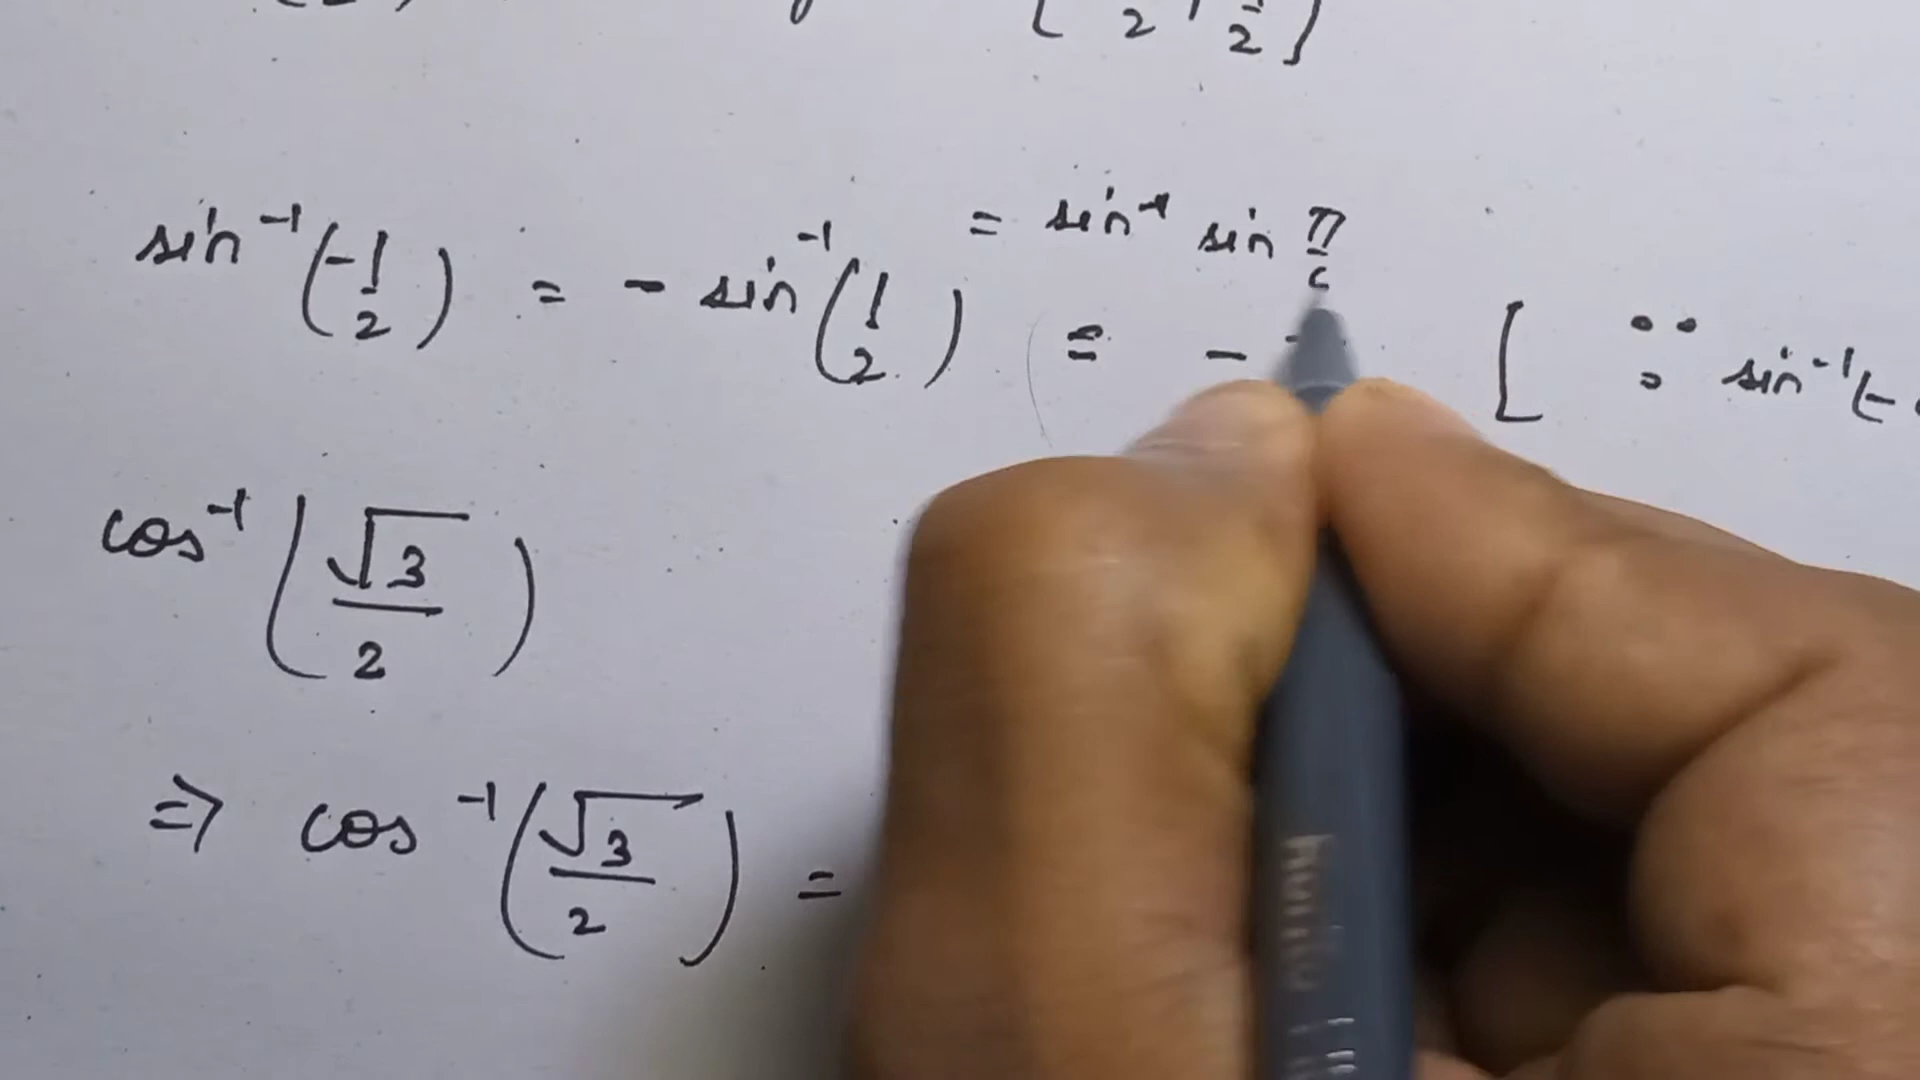 [ 2 , 2 ]
= sin⁻¹ sin π/6
sin⁻¹(-1/2) = - sin⁻¹(1/2) = - [ ∵ sin⁻¹(-
cos⁻¹(√3/2)
⇒ cos⁻¹(√3/2) =